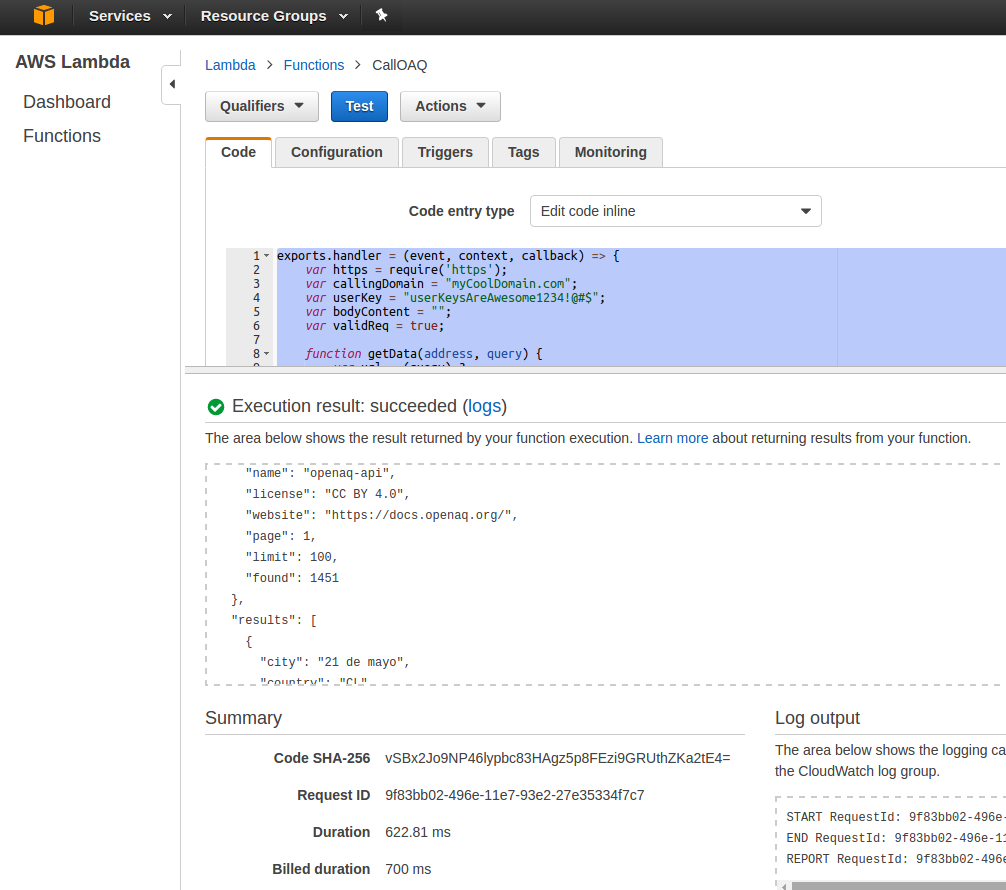 Services Resource Groups
AWS Lambda
Dashboard
Functions
Lambda > Functions > CallOAQ
Qualifiers Test Actions
Code Configuration Triggers Tags Monitoring
Code entry type Edit code inline
1 exports.handler = (event, context, callback) => {
2 var https = require('https');
3 var callingDomain = "myCoolDomain.com";
4 var userKey = "userKeysAreAwesome1234!@#$";
5 var bodyContent = "";
6 var validReq = true;
7
8 function getData(address, query) {
Execution result: succeeded (logs)
The area below shows the result returned by your function execution. Learn more about returning results from your function.
"name": "openaq-api",
"license": "CC BY 4.0",
"website": "https://docs.openaq.org/",
"page": 1,
"limit": 100,
"found": 1451
},
"results": [
{
"city": "21 de mayo",
"country": "CL"
Summary
Code SHA-256 vSBx2Jo9NP46lypbc83HAgz5p8FEzi9GRUthZKa2tE4=
Request ID 9f83bb02-496e-11e7-93e2-27e35334f7c7
Duration 622.81 ms
Billed duration 700 ms
Log output
The area below shows the logging ca
the CloudWatch log group.
START RequestId: 9f83bb02-496e-
END RequestId: 9f83bb02-496e-11
REPORT RequestId: 9f83bb02-496e